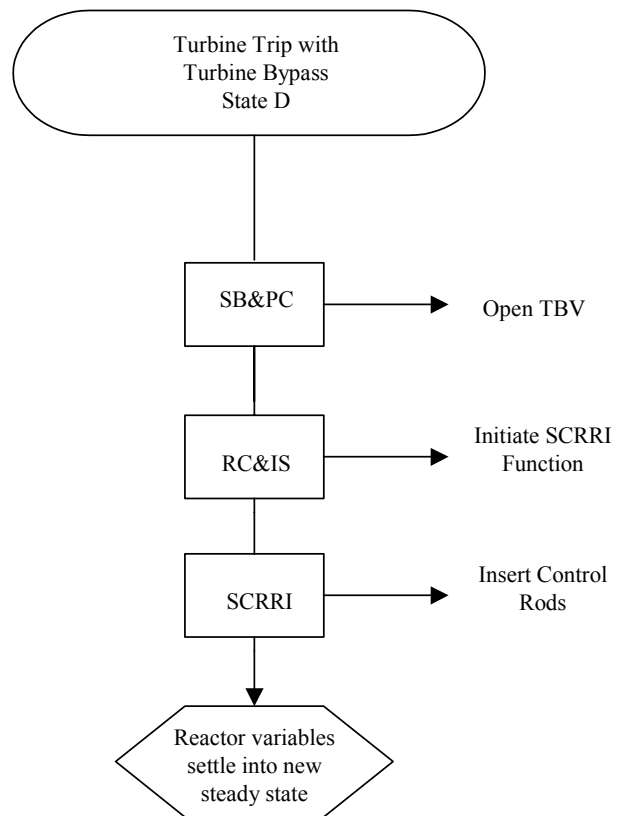 Turbine Trip with
Turbine Bypass
State D
SB&PC
Open TBV
RC&IS
Initiate SCRRI
Function
SCRRI
Insert Control
Rods
Reactor variables
settle into new
steady state